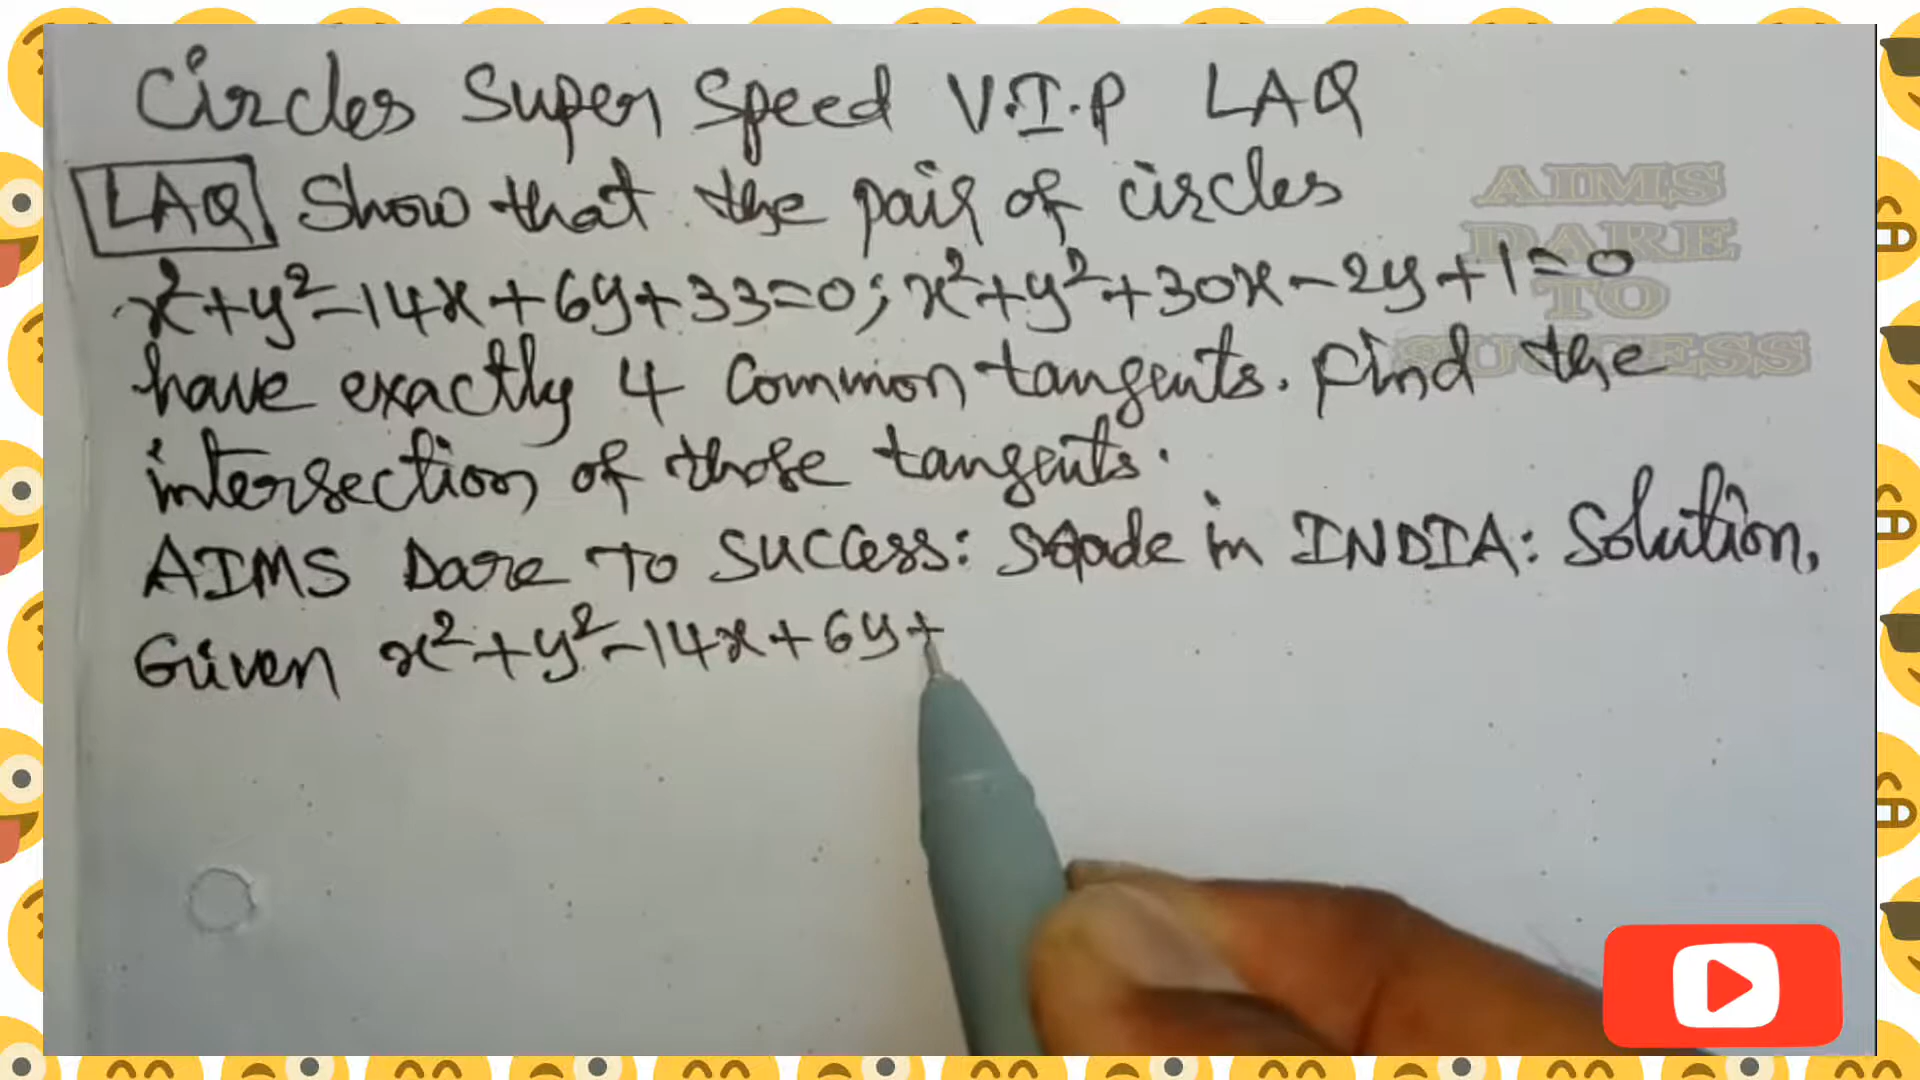 Circles Super Speed V.I.P LAQ
LAQ Show that the pair of circles
x²+y²-14x+6y+33=0; x²+y²+30x-2y+1=0
have exactly 4 common tangents. Find the
intersection of those tangents.
AIMS Dare To Success: in INDIA: Solution,
Given x²+y²-14x+6y+
AIMS
DARE
TO
SUCCESS